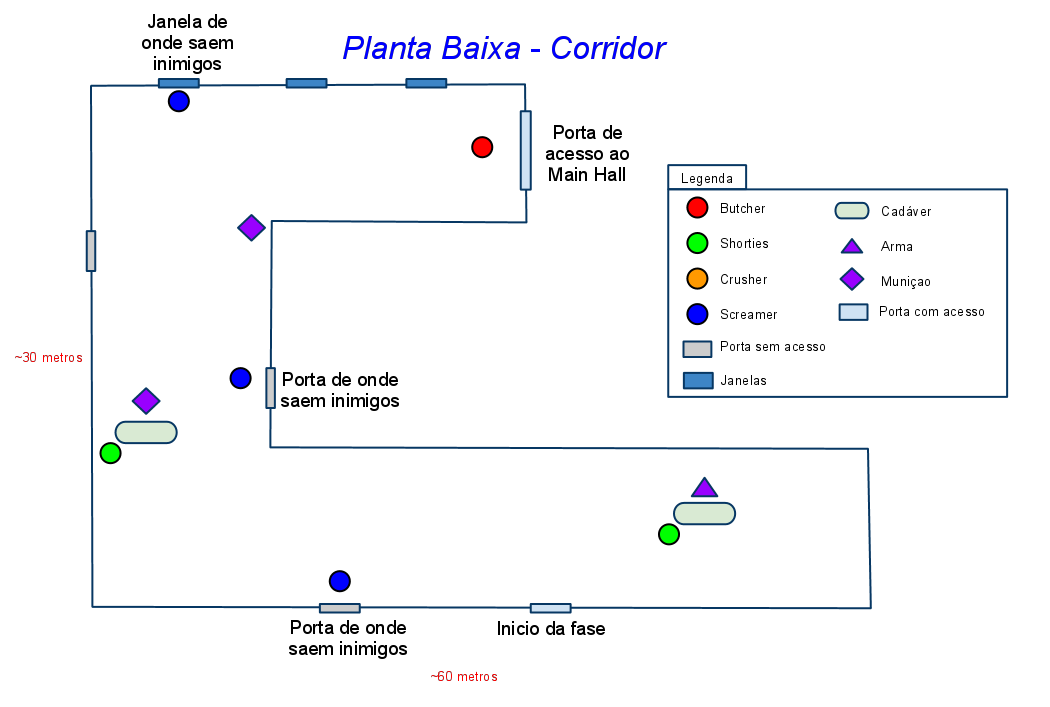 Janela de
onde saem
inimigos
Planta Baixa - Corridor
Porta de
acesso ao
Main Hall
Legenda
Butcher
Shorties
Crusher
Screamer
Porta sem acesso
Janelas
Cadáver
Arma
Muniçao
Porta com acesso
~30 metros
Porta de onde
saem inimigos
Porta de onde
saem inimigos
Inicio da fase
~60 metros